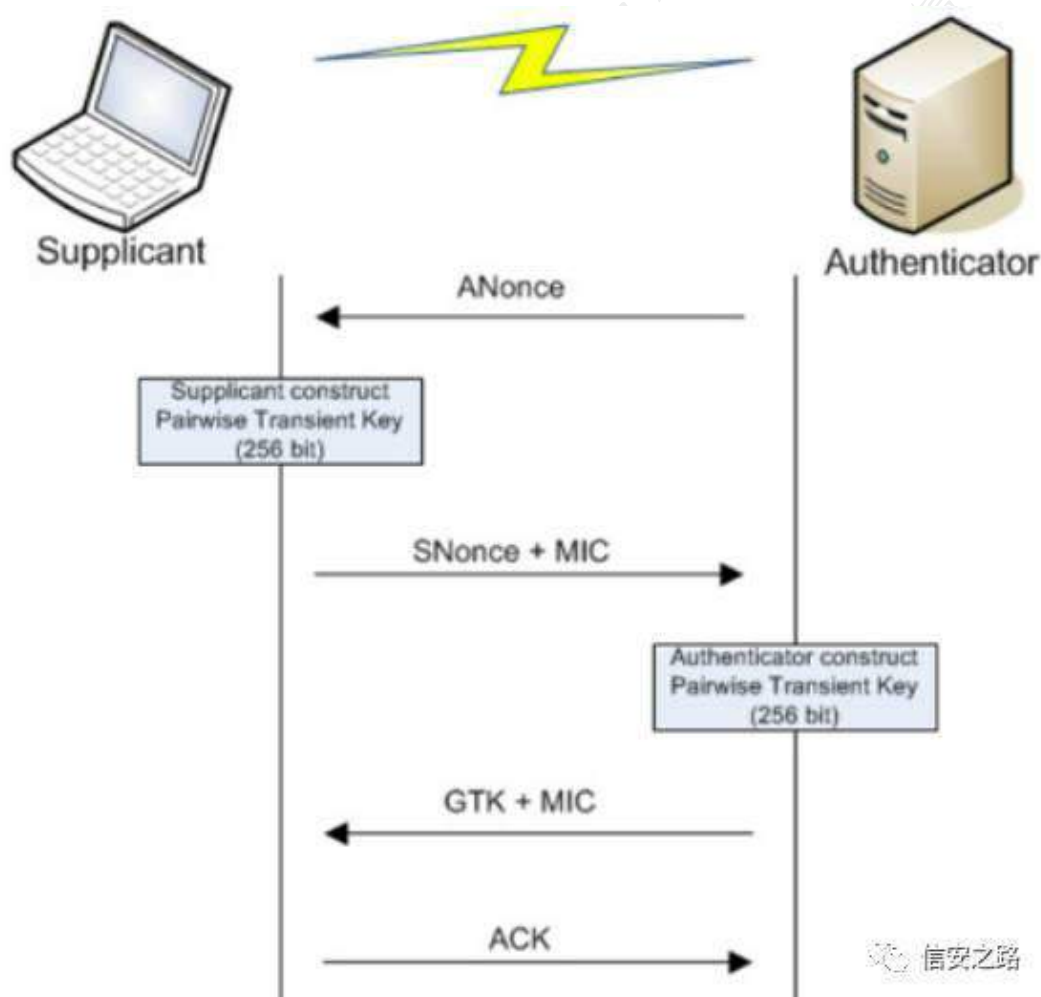 Supplicant
Authenticator
ANonce
Supplicant construct
Pairwise Transient Key
(256 bit)
SNonce + MIC
Authenticator construct
Pairwise Transient Key
(256 bit)
GTK + MIC
ACK
信安之路